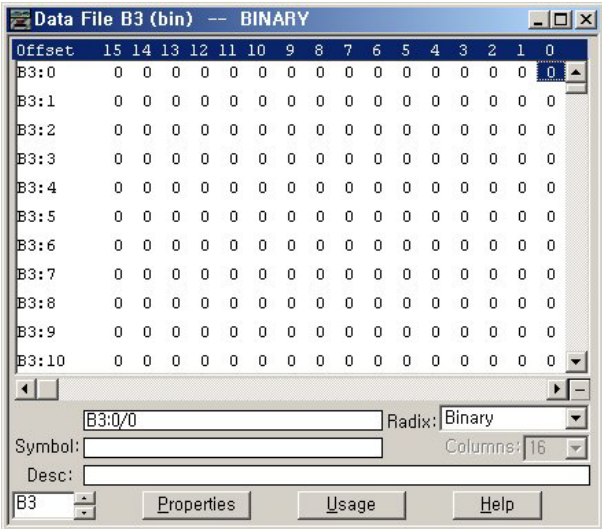 Data File B3 (bin) -- BINARY
Offset 15 14 13 12 11 10 9 8 7 6 5 4 3 2 1 0
B3:0 0 0 0 0 0 0 0 0 0 0 0 0 0 0 0 0
B3:1 0 0 0 0 0 0 0 0 0 0 0 0 0 0 0 0
B3:2 0 0 0 0 0 0 0 0 0 0 0 0 0 0 0 0
B3:3 0 0 0 0 0 0 0 0 0 0 0 0 0 0 0 0
B3:4 0 0 0 0 0 0 0 0 0 0 0 0 0 0 0 0
B3:5 0 0 0 0 0 0 0 0 0 0 0 0 0 0 0 0
B3:6 0 0 0 0 0 0 0 0 0 0 0 0 0 0 0 0
B3:7 0 0 0 0 0 0 0 0 0 0 0 0 0 0 0 0
B3:8 0 0 0 0 0 0 0 0 0 0 0 0 0 0 0 0
B3:9 0 0 0 0 0 0 0 0 0 0 0 0 0 0 0 0
B3:10 0 0 0 0 0 0 0 0 0 0 0 0 0 0 0 0
B3:0/0 Radix: Binary
Symbol: Columns: 16
Desc:
B3 Properties Usage Help